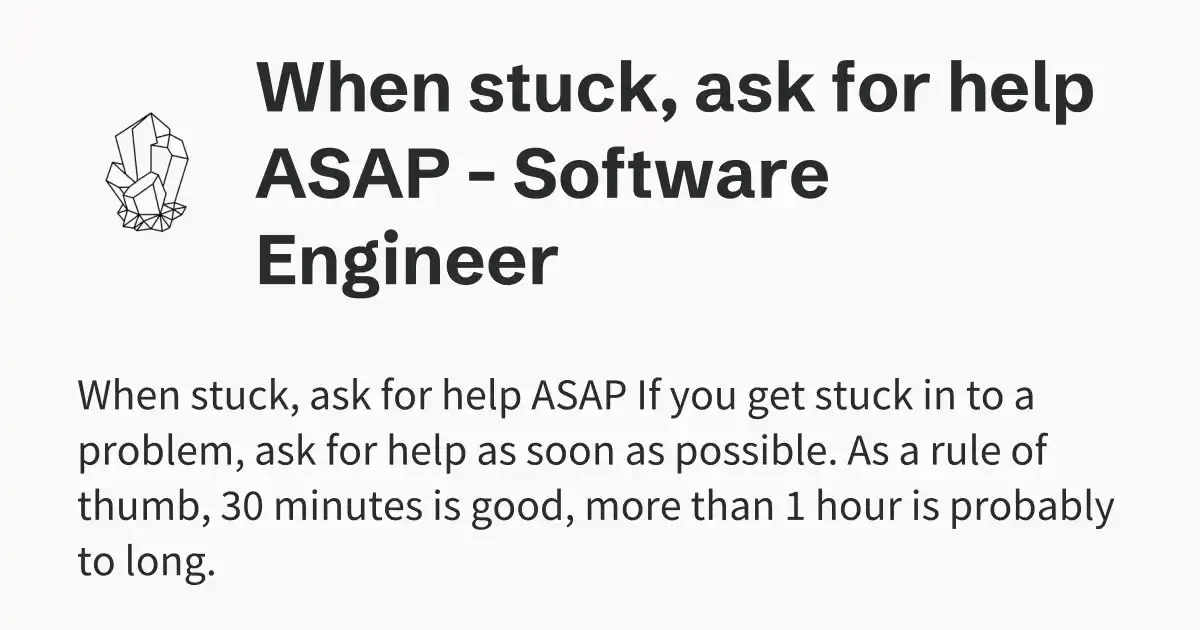 When stuck, ask for help
ASAP - Software
Engineer
When stuck, ask for help ASAP If you get stuck in to a
problem, ask for help as soon as possible. As a rule of
thumb, 30 minutes is good, more than 1 hour is probably
to long.